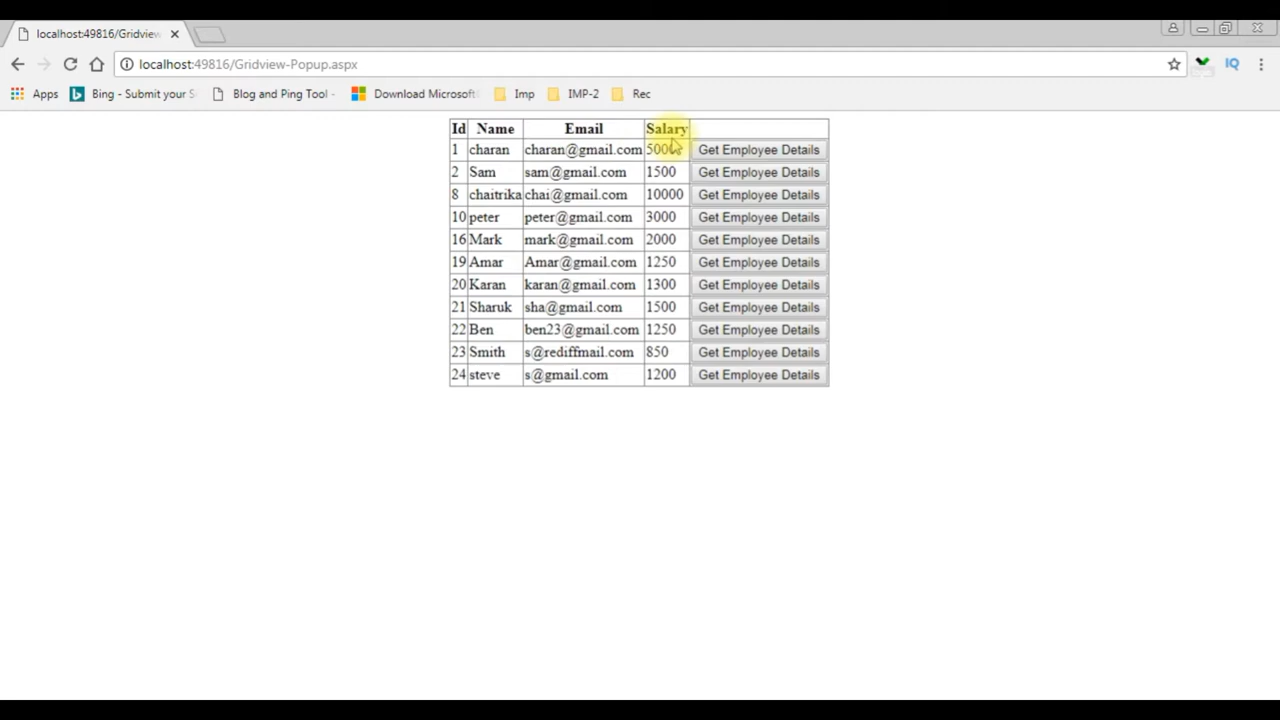 localhost:49816/Gridview
localhost:49816/Gridview-Popup.aspx
Apps Bing - Submit your S Blog and Ping Tool - Download Microsoft Imp IMP-2 Rec
Id Name Email Salary
1 charan charan@gmail.com 5000 Get Employee Details
2 Sam sam@gmail.com 1500 Get Employee Details
8 chaitrika chai@gmail.com 10000 Get Employee Details
10 peter peter@gmail.com 3000 Get Employee Details
16 Mark mark@gmail.com 2000 Get Employee Details
19 Amar Amar@gmail.com 1250 Get Employee Details
20 Karan karan@gmail.com 1300 Get Employee Details
21 Sharuk sha@gmail.com 1500 Get Employee Details
22 Ben ben23@gmail.com 1250 Get Employee Details
23 Smith s@rediffmail.com 850 Get Employee Details
24 steve s@gmail.com 1200 Get Employee Details